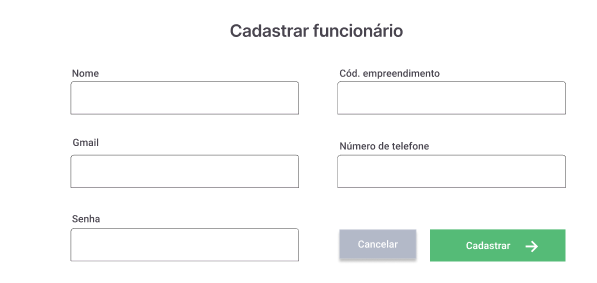 Cadastrar funcionário
Nome
Cód. empreendimento
Gmail
Número de telefone
Senha
Cancelar
Cadastrar →